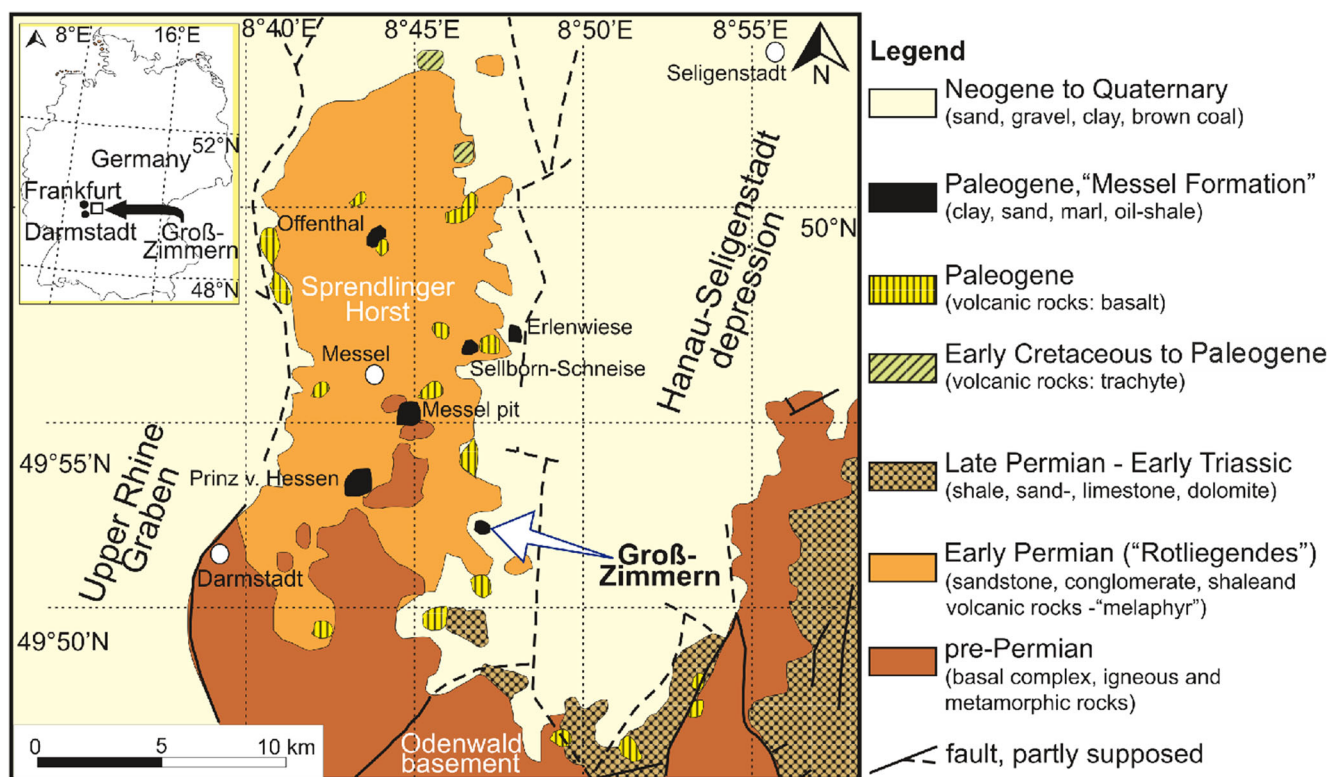 8°E
16°E
52°N
Germany
Frankfurt
Darmstadt
Groß-
Zimmern
48°N
8°40'E
8°45'E
8°50'E
8°55'E
Seligenstadt
N
50°N
Offenthal
Sprendlinger
Horst
Hanau-Seligenstadt
depression
Erlenwiese
Messel
Sellborn-Schneise
Messel pit
49°55'N
Upper Rhine
Graben
Prinz v. Hessen
Groß-
Zimmern
Darmstadt
49°50'N
Odenwald
basement
0 5 10 km
Legend
Neogene to Quaternary
(sand, gravel, clay, brown coal)
Paleogene,“Messel Formation”
(clay, sand, marl, oil-shale)
Paleogene
(volcanic rocks: basalt)
Early Cretaceous to Paleogene
(volcanic rocks: trachyte)
Late Permian - Early Triassic
(shale, sand-, limestone, dolomite)
Early Permian (“Rotliegendes”)
(sandstone, conglomerate, shaleand
volcanic rocks -“melaphyr”)
pre-Permian
(basal complex, igneous and
metamorphic rocks)
fault, partly supposed